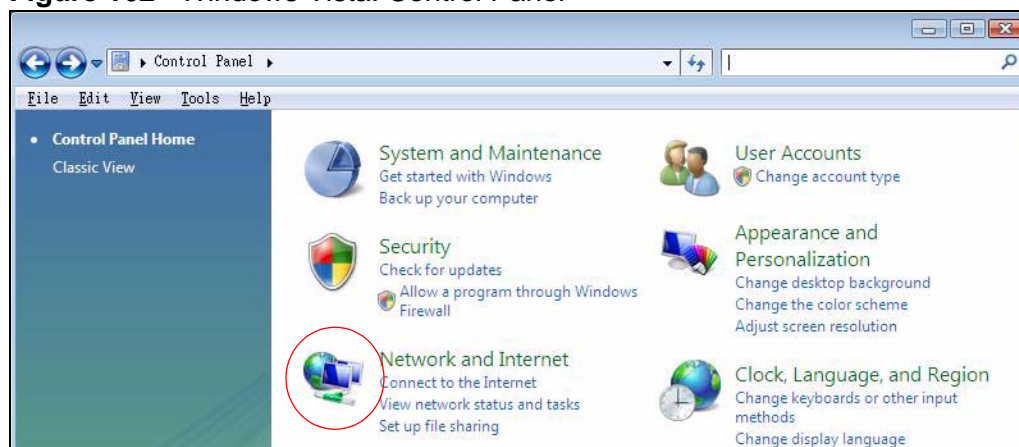 Control Panel
File Edit View Tools Help
Control Panel Home
Classic View
System and Maintenance
Get started with Windows
Back up your computer
Security
Check for updates
Allow a program through Windows
Firewall
Network and Internet
Connect to the Internet
View network status and tasks
Set up file sharing
User Accounts
Change account type
Appearance and
Personalization
Change desktop background
Change the color scheme
Adjust screen resolution
Clock, Language, and Region
Change keyboards or other input
methods
Change display language